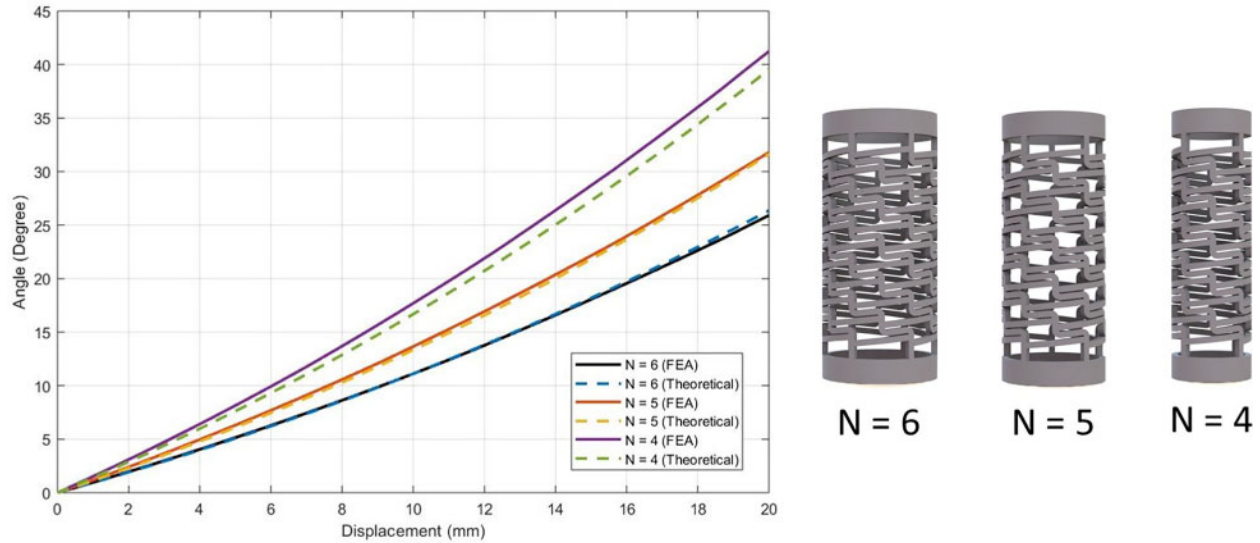 45
40
35
30
25
20
15
10
5
0
Angle (Degree)
0 2 4 6 8 10 12 14 16 18 20
Displacement (mm)
N = 6 (FEA)
N = 6 (Theoretical)
N = 5 (FEA)
N = 5 (Theoretical)
N = 4 (FEA)
N = 4 (Theoretical)
N = 6
N = 5
N = 4